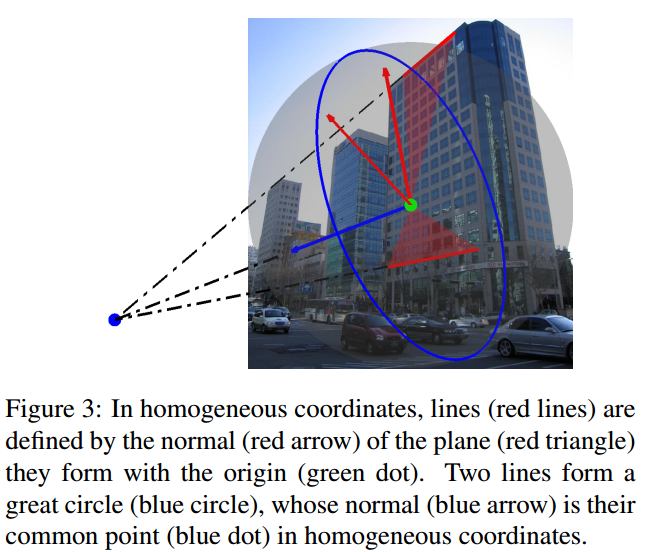 Figure 3: In homogeneous coordinates, lines (red lines) are
defined by the normal (red arrow) of the plane (red triangle)
they form with the origin (green dot). Two lines form a
great circle (blue circle), whose normal (blue arrow) is their
common point (blue dot) in homogeneous coordinates.